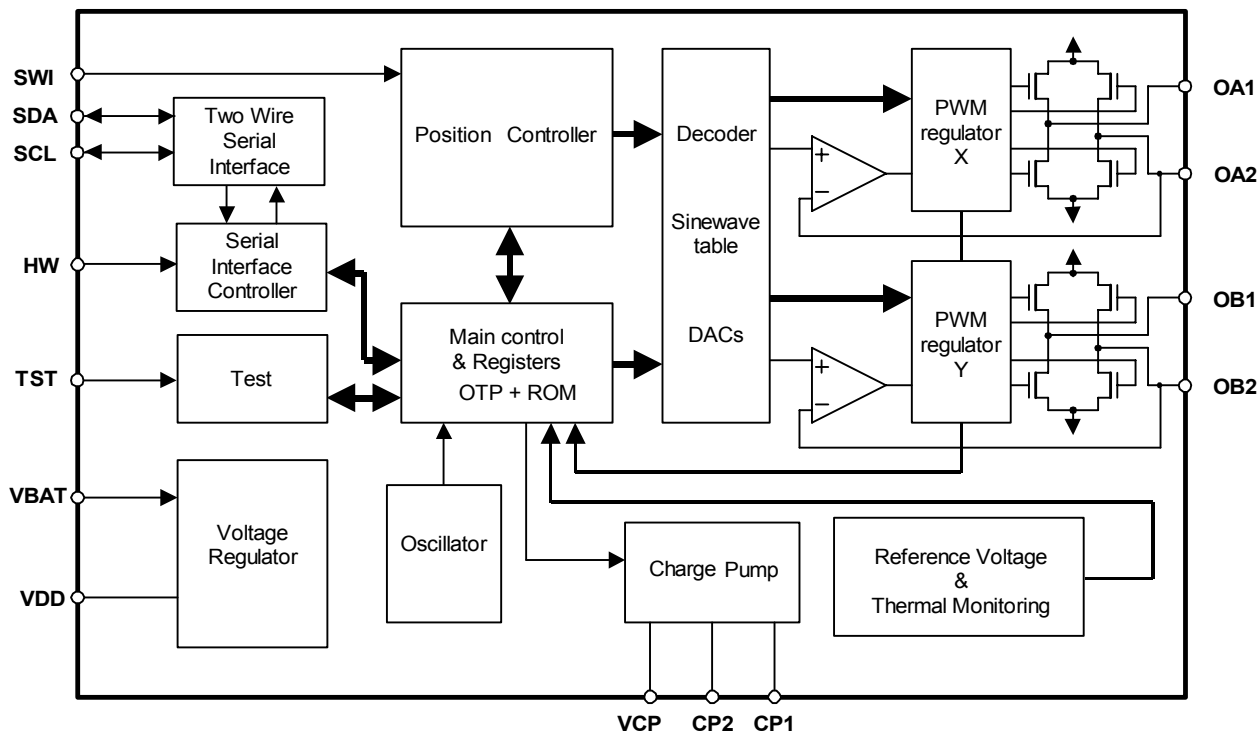 SWI
SDA
SCL
HW
TST
VBAT
VDD
Two Wire
Serial
Interface
Serial
Interface
Controller
Test
Voltage
Regulator
Position Controller
Main control
& Registers
OTP + ROM
Oscillator
Decoder
Sinewave
table
DACs
+
−
+
−
PWM
regulator
X
PWM
regulator
Y
Charge Pump
Reference Voltage
&
Thermal Monitoring
OA1
OA2
OB1
OB2
VCP
CP2
CP1